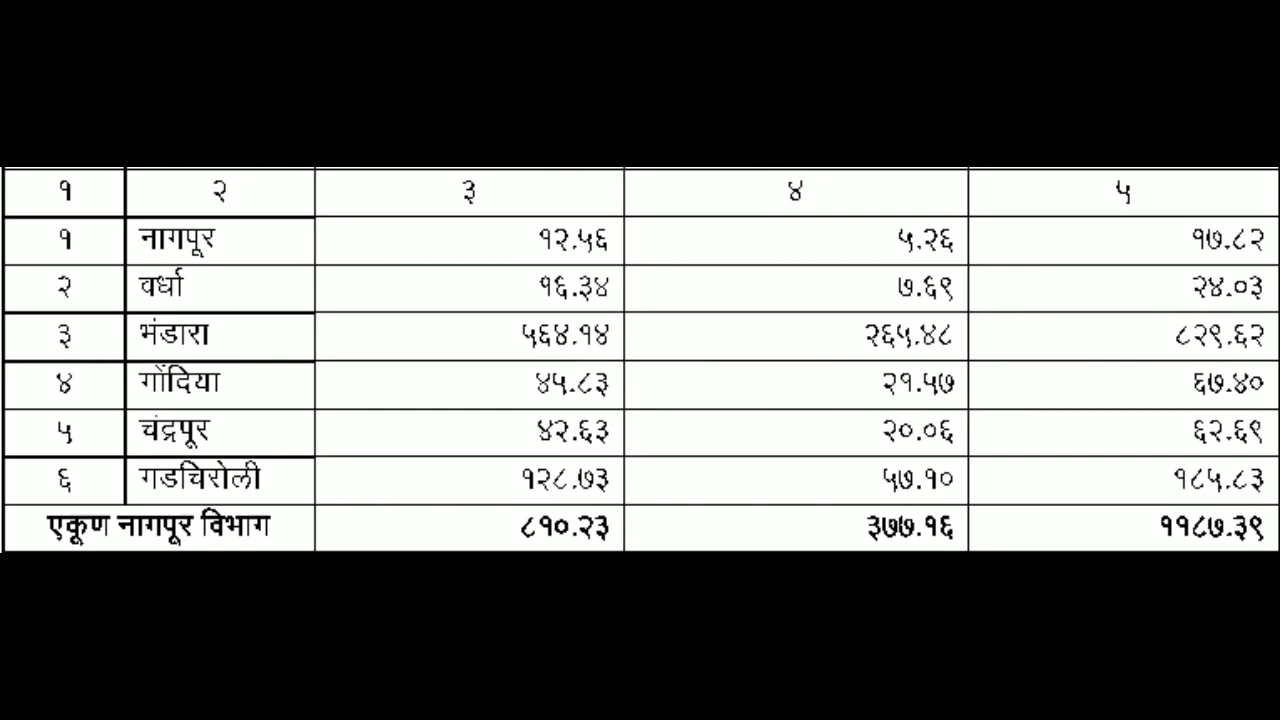 १ २ ३ ४ ५
१ नागपूर १२.५६ ५.२६ १७.८२
२ वर्धा १६.३४ ७.६९ २४.०३
३ भंडारा ५६४.१४ २६५.४८ ८२९.६२
४ गोंदिया ४५.८३ २१.५७ ६७.४०
५ चंद्रपूर ४२.६३ २०.०६ ६२.६९
६ गडचिरोली १२८.७३ ५७.१० १८५.८३
एकूण नागपूर विभाग ८१०.२३ ३७७.१६ ११८७.३९